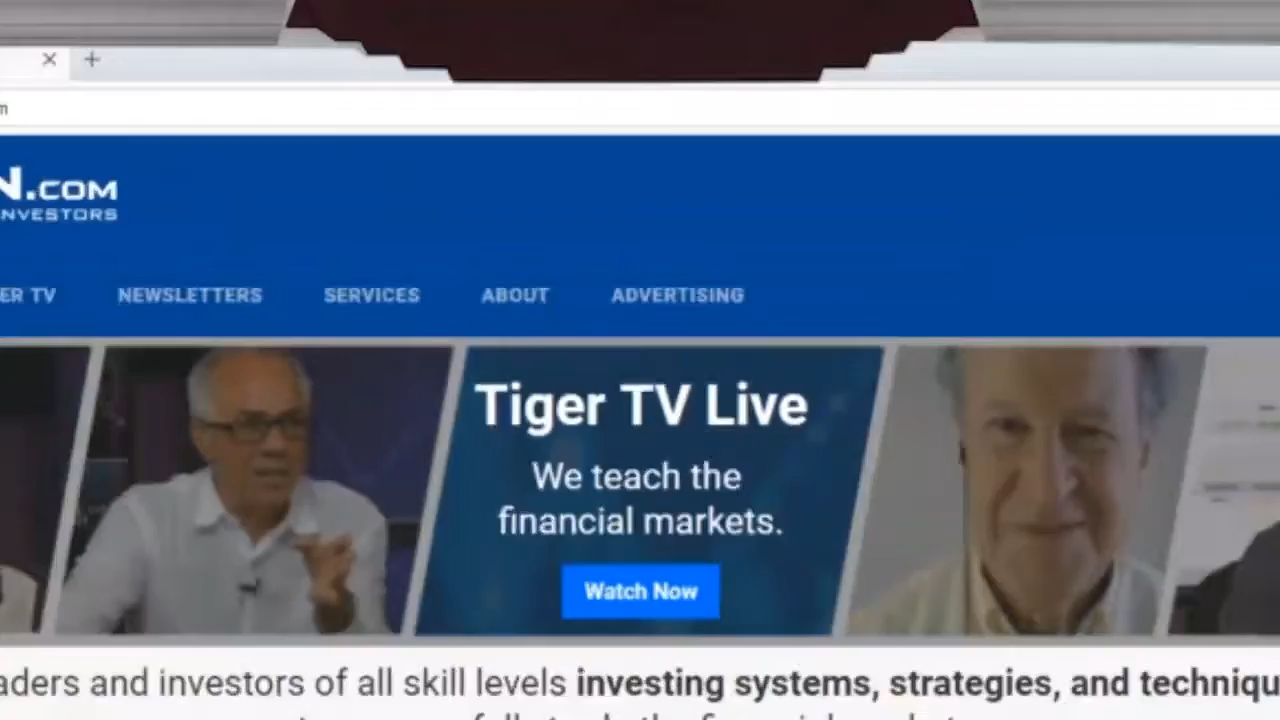 m
N.COM
INVESTORS
ER TV NEWSLETTERS SERVICES ABOUT ADVERTISING
Tiger TV Live
We teach the
financial markets.
Watch Now
aders and investors of all skill levels investing systems, strategies, and techniqu